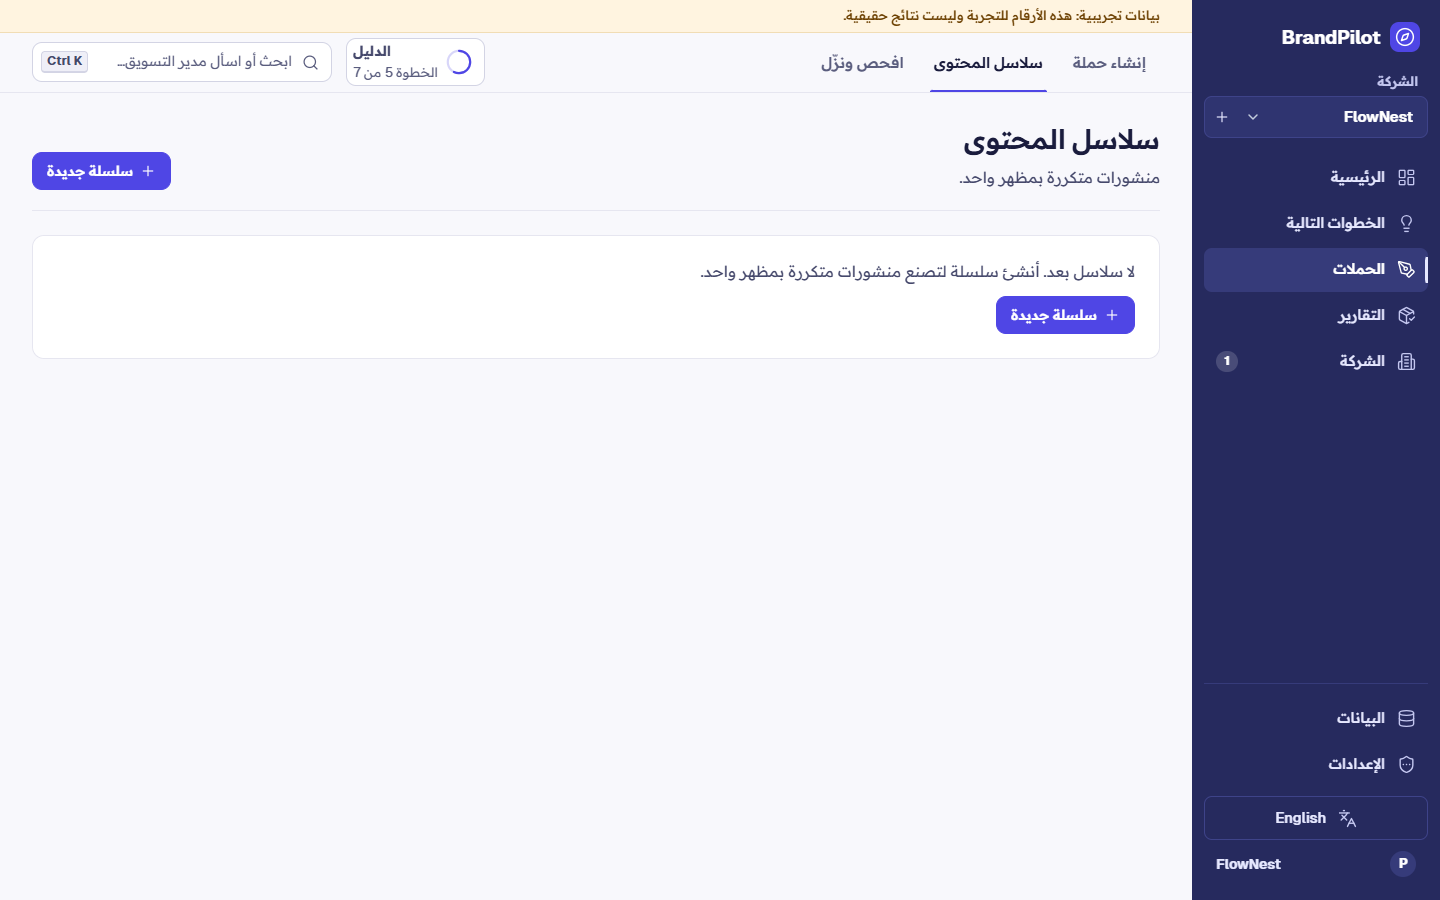 بيانات تجريبية: هذه الأرقام للتجربة وليست نتائج حقيقية.
BrandPilot
الشركة
FlowNest
الرئيسية
الخطوات التالية
الحملات
التقارير
الشركة
1
البيانات
الإعدادات
English
P
FlowNest
إنشاء حملة
سلاسل المحتوى
افحص ونزّل
الدليل
الخطوة 5 من 7
ابحث أو اسأل مدير التسويق...
Ctrl K
سلاسل المحتوى
منشورات متكررة بمظهر واحد.
سلسلة جديدة
لا سلاسل بعد. أنشئ سلسلة لتصنع منشورات متكررة بمظهر واحد.
سلسلة جديدة